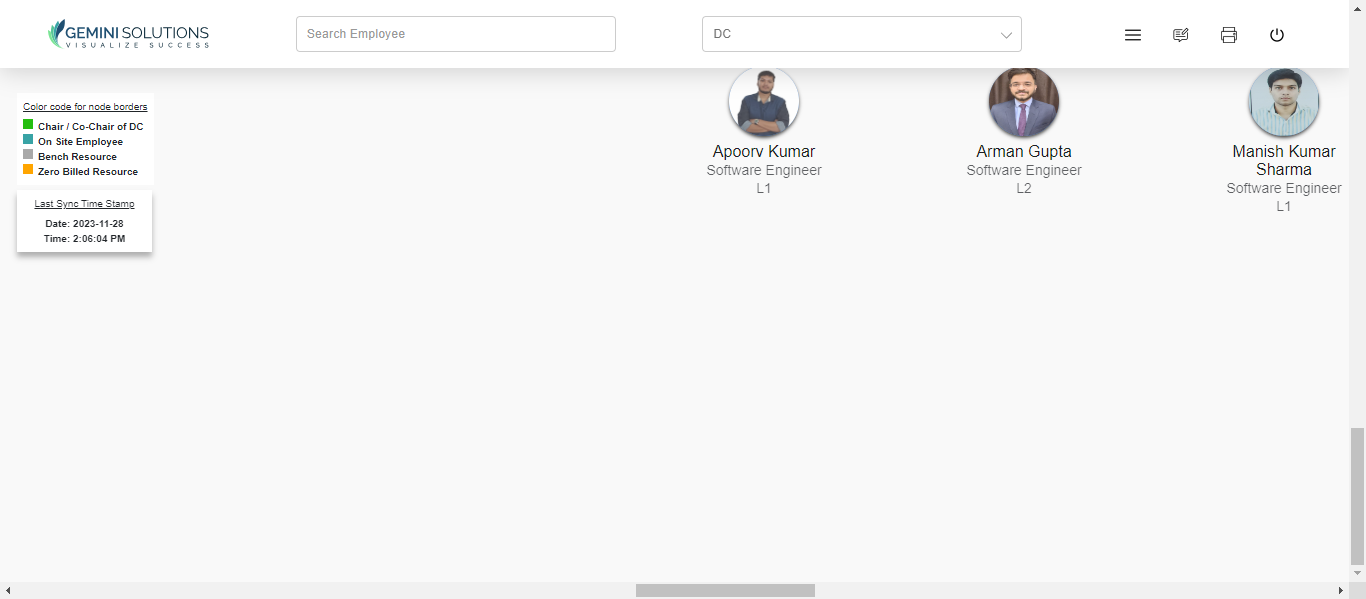 GEMINI SOLUTIONS
VISUALIZE SUCCESS
Search Employee
DC
Color code for node borders
Chair / Co-Chair of DC
On Site Employee
Bench Resource
Zero Billed Resource
Last Sync Time Stamp
Date: 2023-11-28
Time: 2:06:04 PM
Apoorv Kumar
Software Engineer
L1
Arman Gupta
Software Engineer
L2
Manish Kumar
Sharma
Software Engineer
L1